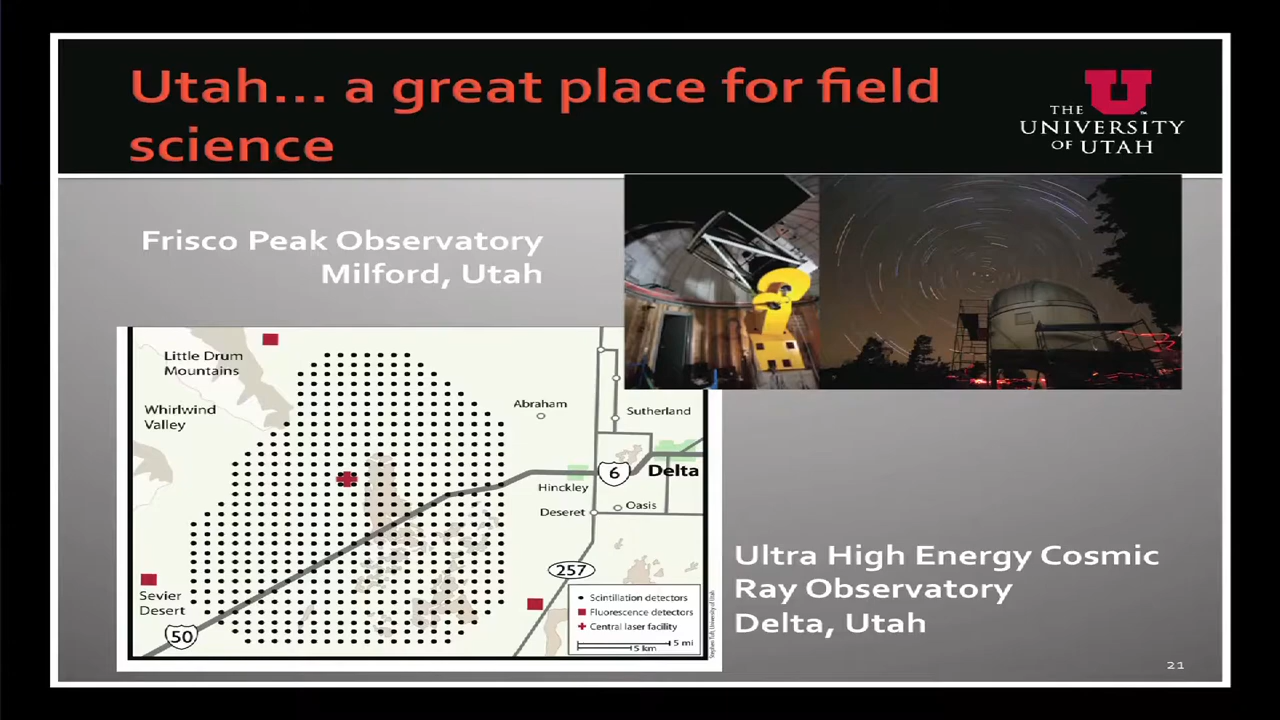 Utah... a great place for field
science
THE
UNIVERSITY
OF UTAH
Frisco Peak Observatory
Milford, Utah
Little Drum
Mountains
Whirlwind
Valley
Abraham
Sutherland
6
Delta
Hinckley
Deseret
Oasis
257
Sevier
Desert
50
Scintillation detectors
Fluorescence detectors
Central laser facility
5 mi
5 km
Ultra High Energy Cosmic
Ray Observatory
Delta, Utah
21